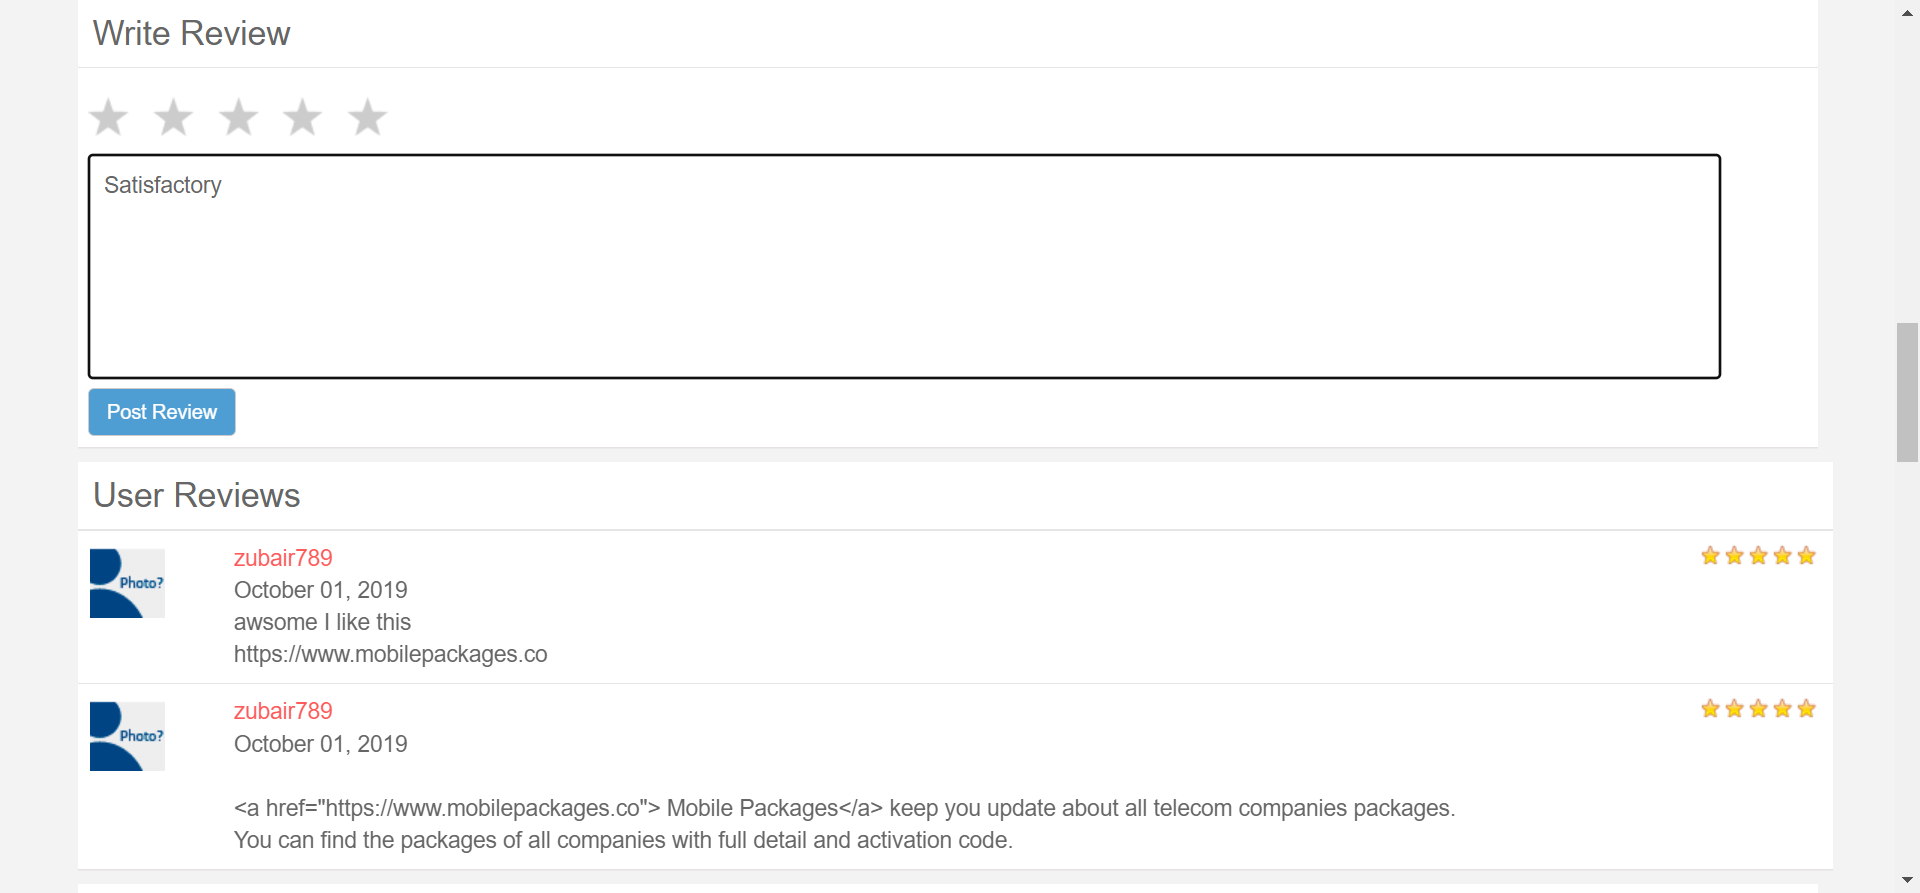 Write Review
Satisfactory
Post Review
User Reviews
Photo?
zubair789
October 01, 2019
awsome I like this
https://www.mobilepackages.co
Photo?
zubair789
October 01, 2019
<a href="https://www.mobilepackages.co"> Mobile Packages</a> keep you update about all telecom companies packages.
You can find the packages of all companies with full detail and activation code.